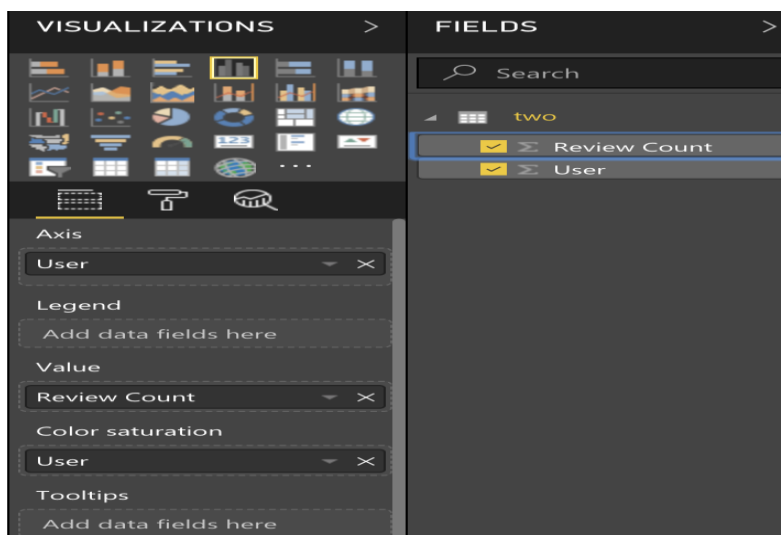 VISUALIZATIONS >
123
...
Axis
User
Legend
Add data fields here
Value
Review Count
Color saturation
User
Tooltips
Add data fields here
FIELDS >
Search
two
Σ Review Count
Σ User